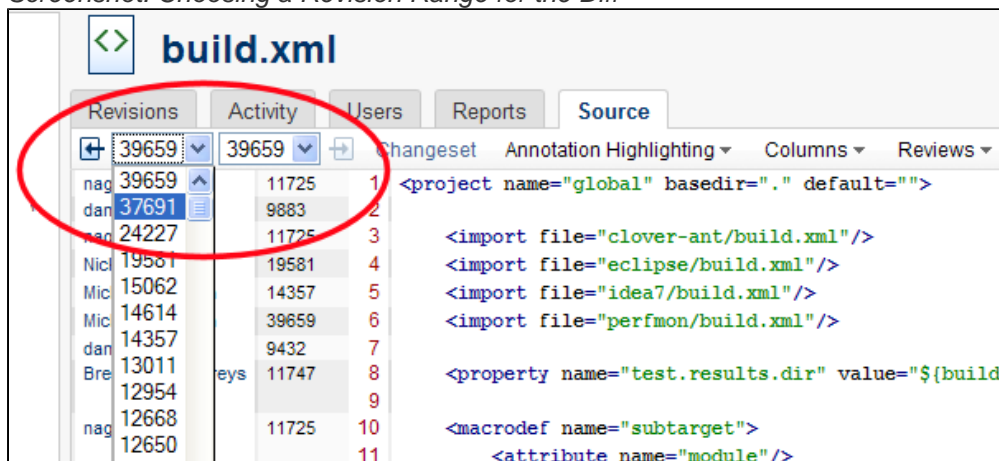 Screenshot: Choosing a Revision Range for the Diff
<> build.xml
Revisions Activity Users Reports Source
39659 39659 Changeset Annotation Highlighting Columns Reviews
39659 11725 1 <project name="global" basedir="." default="">
37691 9883 2
24227 11725 3 <import file="clover-ant/build.xml"/>
19581 19581 4 <import file="eclipse/build.xml"/>
15062 14357 5 <import file="idea7/build.xml"/>
14614 39659 6 <import file="perfmon/build.xml"/>
14357 9432 7
13011 11747 8 <property name="test.results.dir" value="${build
12954 9
12668 11725 10 <macrodef name="subtarget">
12650 11 <attribute name="module"/>